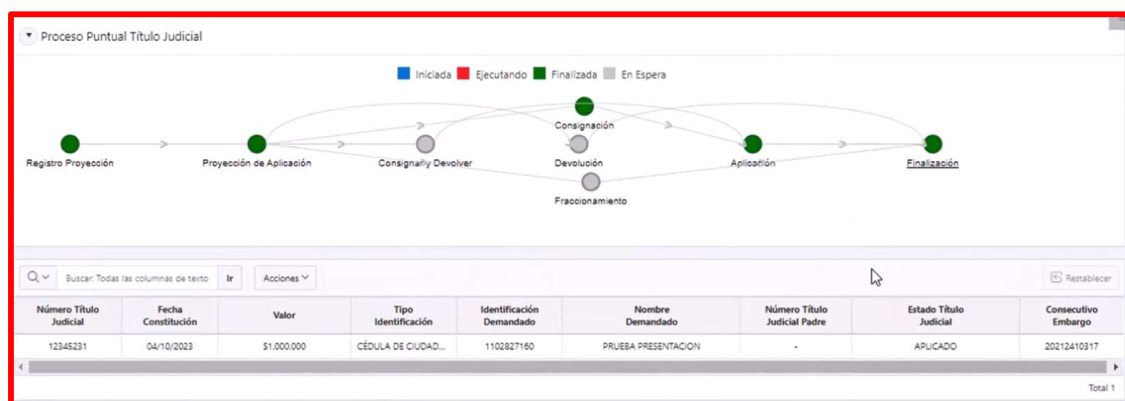 Proceso Puntual Título Judicial
Iniciada Ejecutando Finalizada En Espera
Consignación
Registro Proyección Proyección de Aplicación Consignar y Devolver Devolución Aplicación Finalización
Fraccionamiento
Buscar: Todas las columnas de texto Ir Acciones Restablecer
Número Título Judicial Fecha Constitución Valor Tipo Identificación Identificación Demandado Nombre Demandado Número Título Judicial Padre Estado Título Judicial Consecutivo Embargo
12345231 04/10/2023 $1.000.000 CÉDULA DE CIUDAD... 1102827160 PRUEBA PRESENTACION - APLICADO 20212410317
Total 1